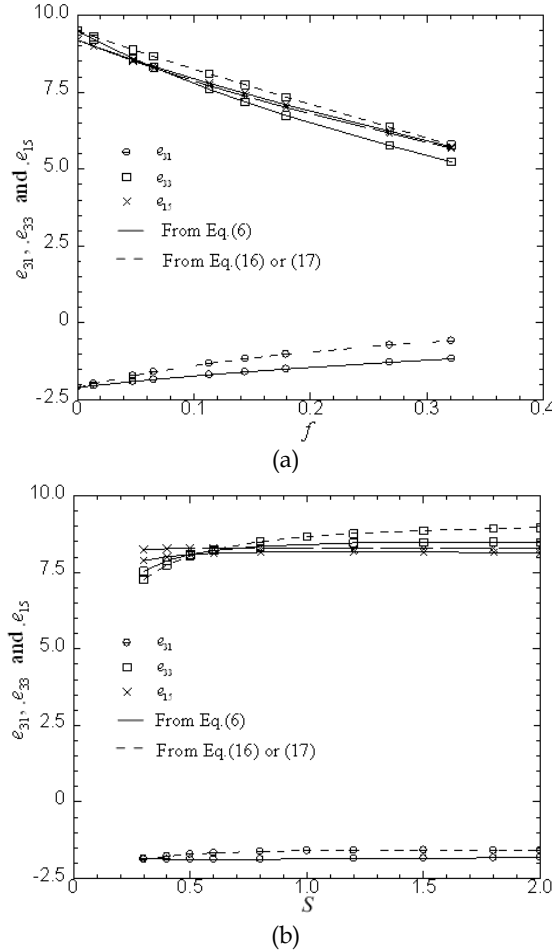 10.0
7.5
5.0
2.5
0
-2.5
0 0.1 0.2 0.3 0.4
e31, .e33 and .e15
e31
e33
e15
From Eq.(6)
From Eq.(16) or (17)
f
(a)
10.0
7.5
5.0
2.5
0
-2.5
0 0.5 1.0 1.5 2.0
e31, .e33 and .e15
e31
e33
e15
From Eq.(6)
From Eq.(16) or (17)
S
(b)